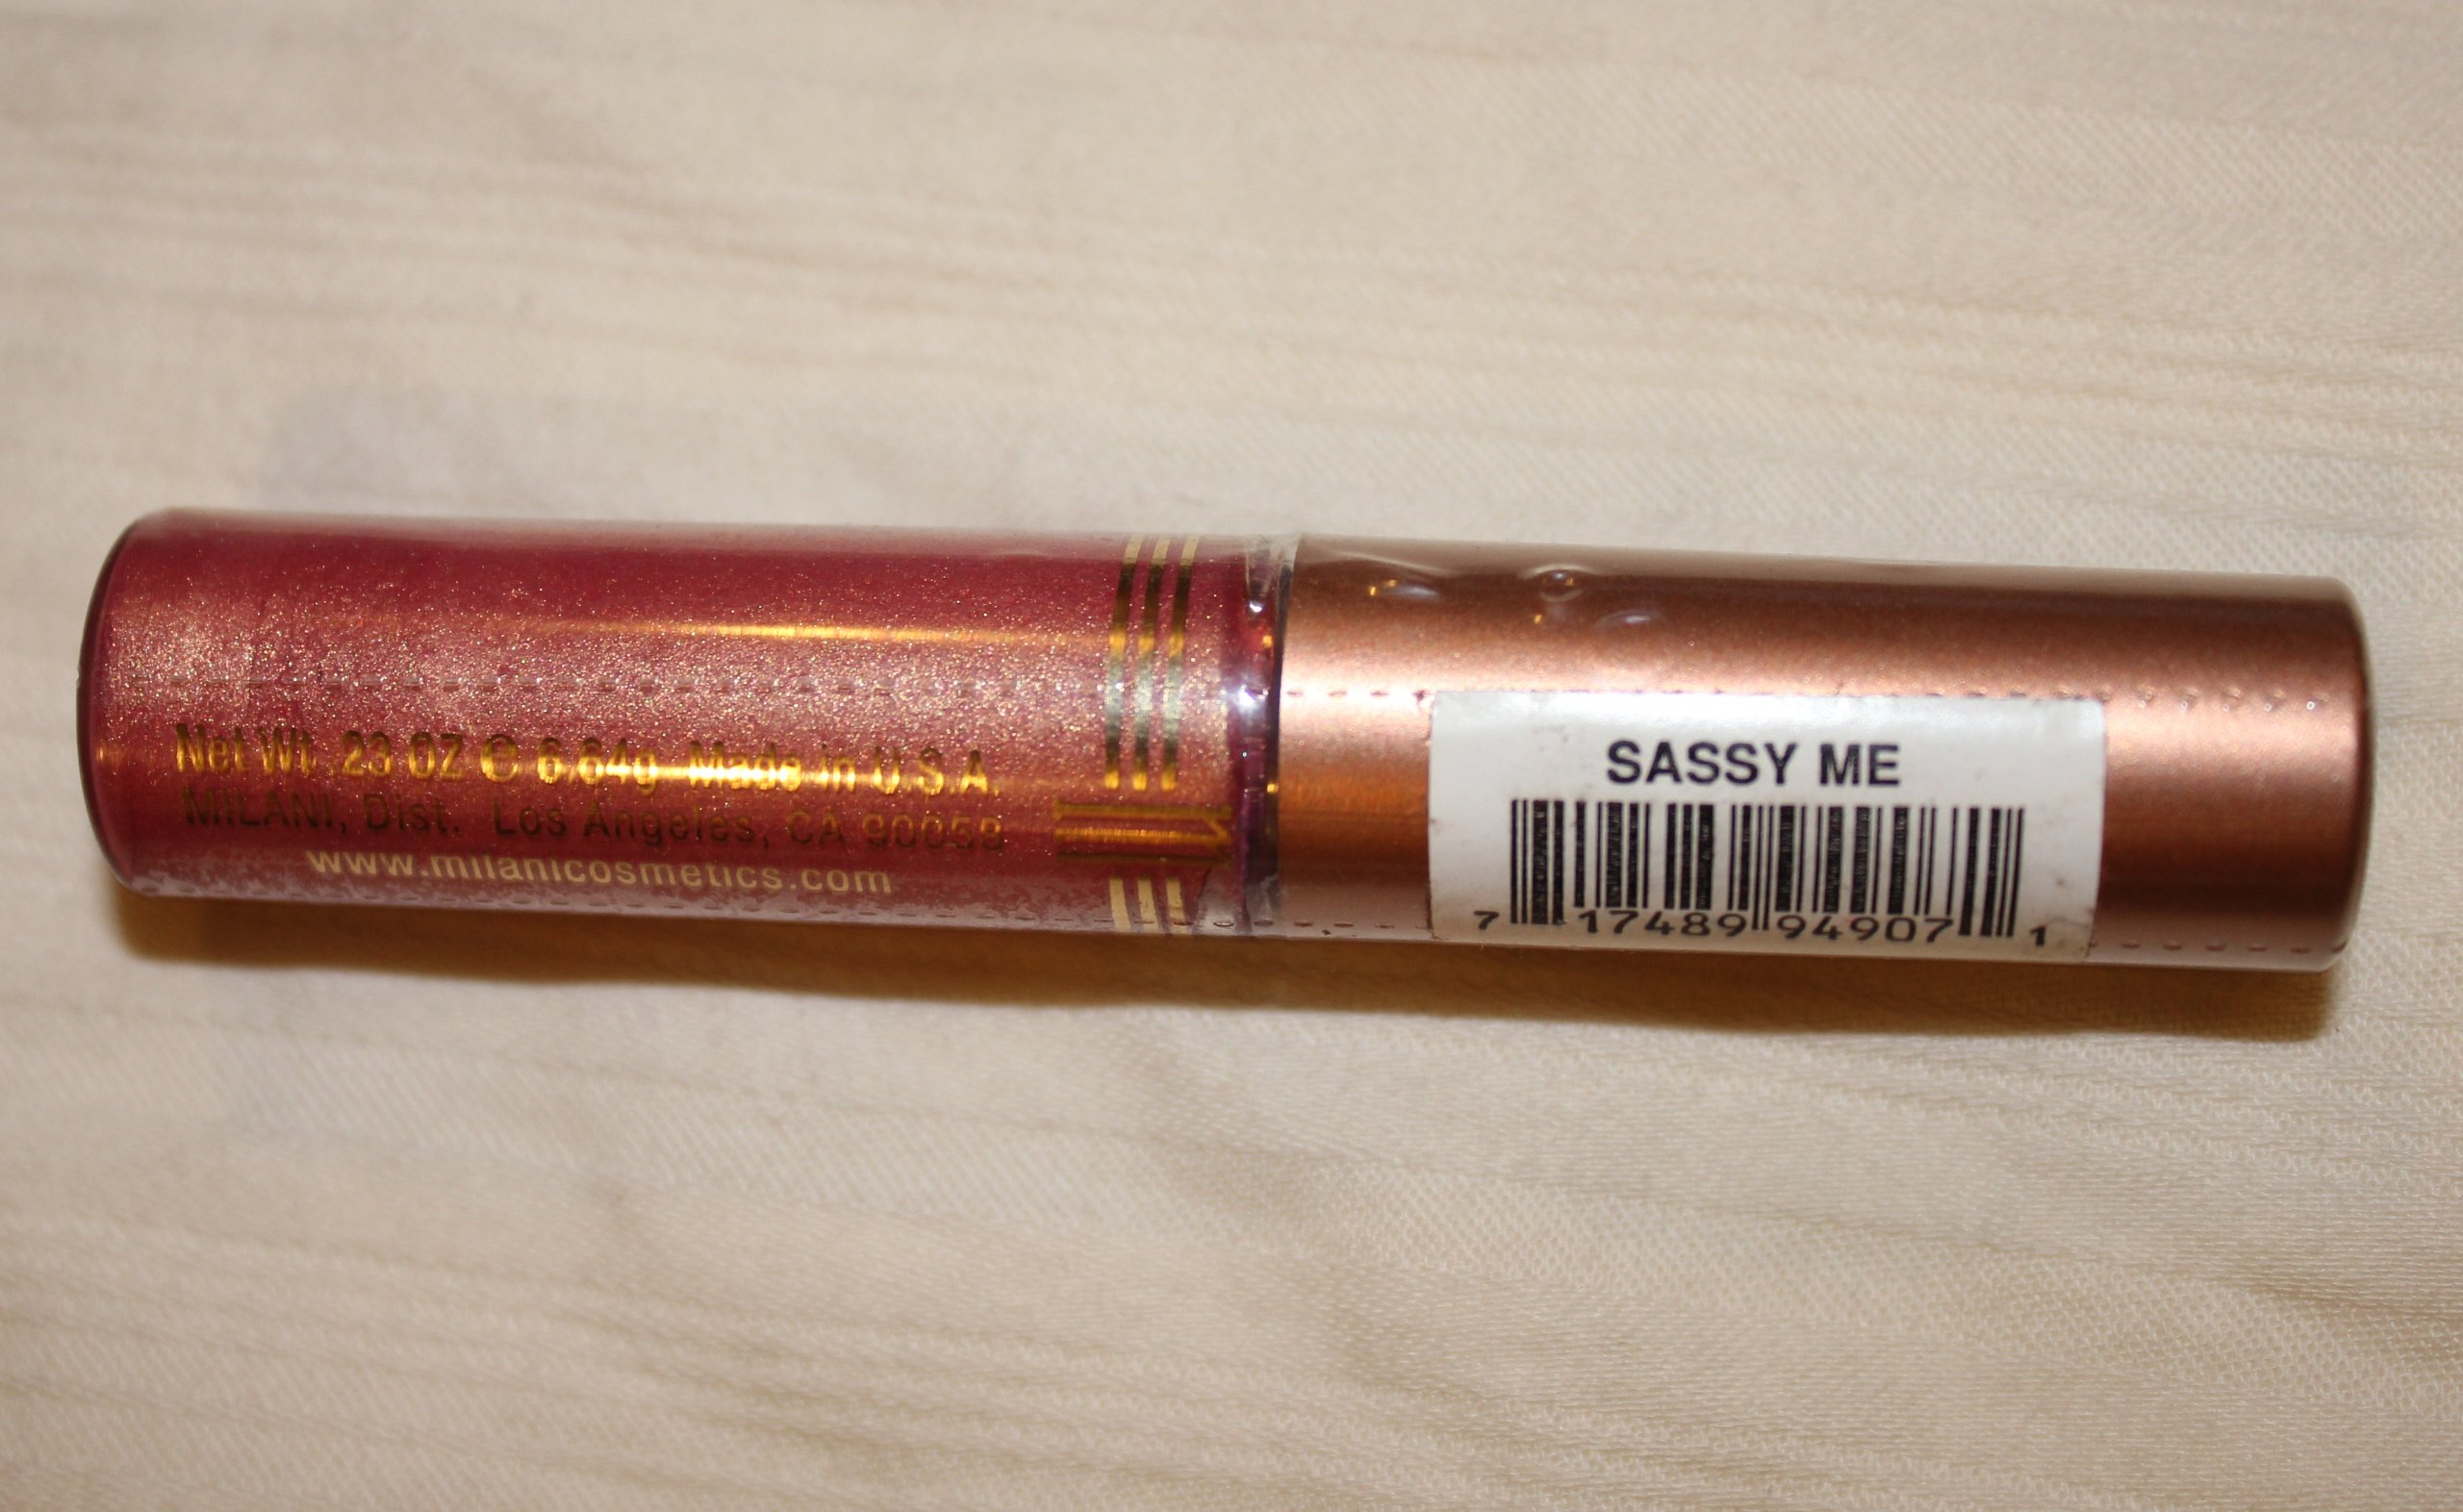 Net Wt. .23 OZ ℮ 6.64g Made in U.S.A.
MILANI, Dist. Los Angeles, CA 90058
www.milanicosmetics.com
SASSY ME
7 17489 94907 1